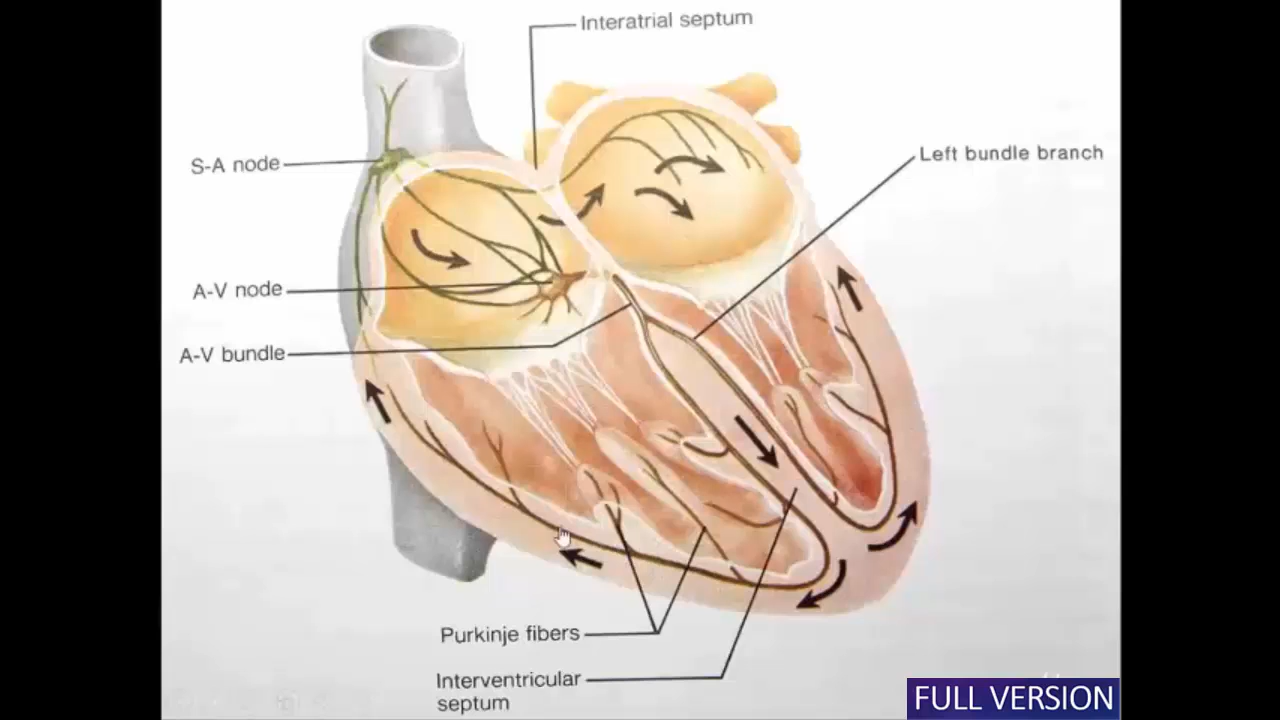 Interatrial septum
S-A node
Left bundle branch
A-V node
A-V bundle
Purkinje fibers
Interventricular
septum
FULL VERSION